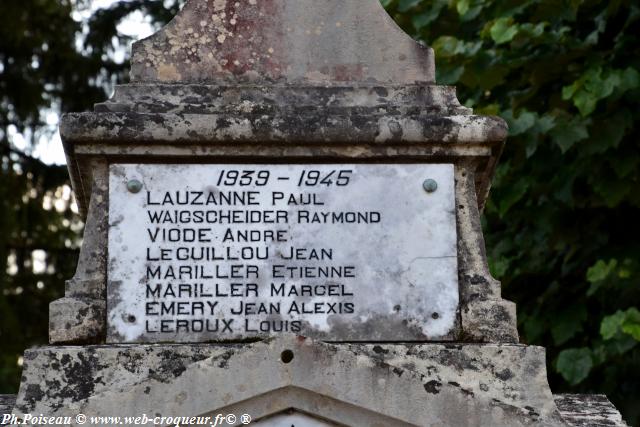 1939 - 1945
LAUZANNE PAUL
WAIGSCHEIDER RAYMOND
VIODE ANDRE
LEGUILLOU JEAN
MARILLER ETIENNE
MARILLER MARCEL
EMERY JEAN ALEXIS
LEROUX LOUIS
Ph.Poiseau © www.web-croqueur.fr ®©